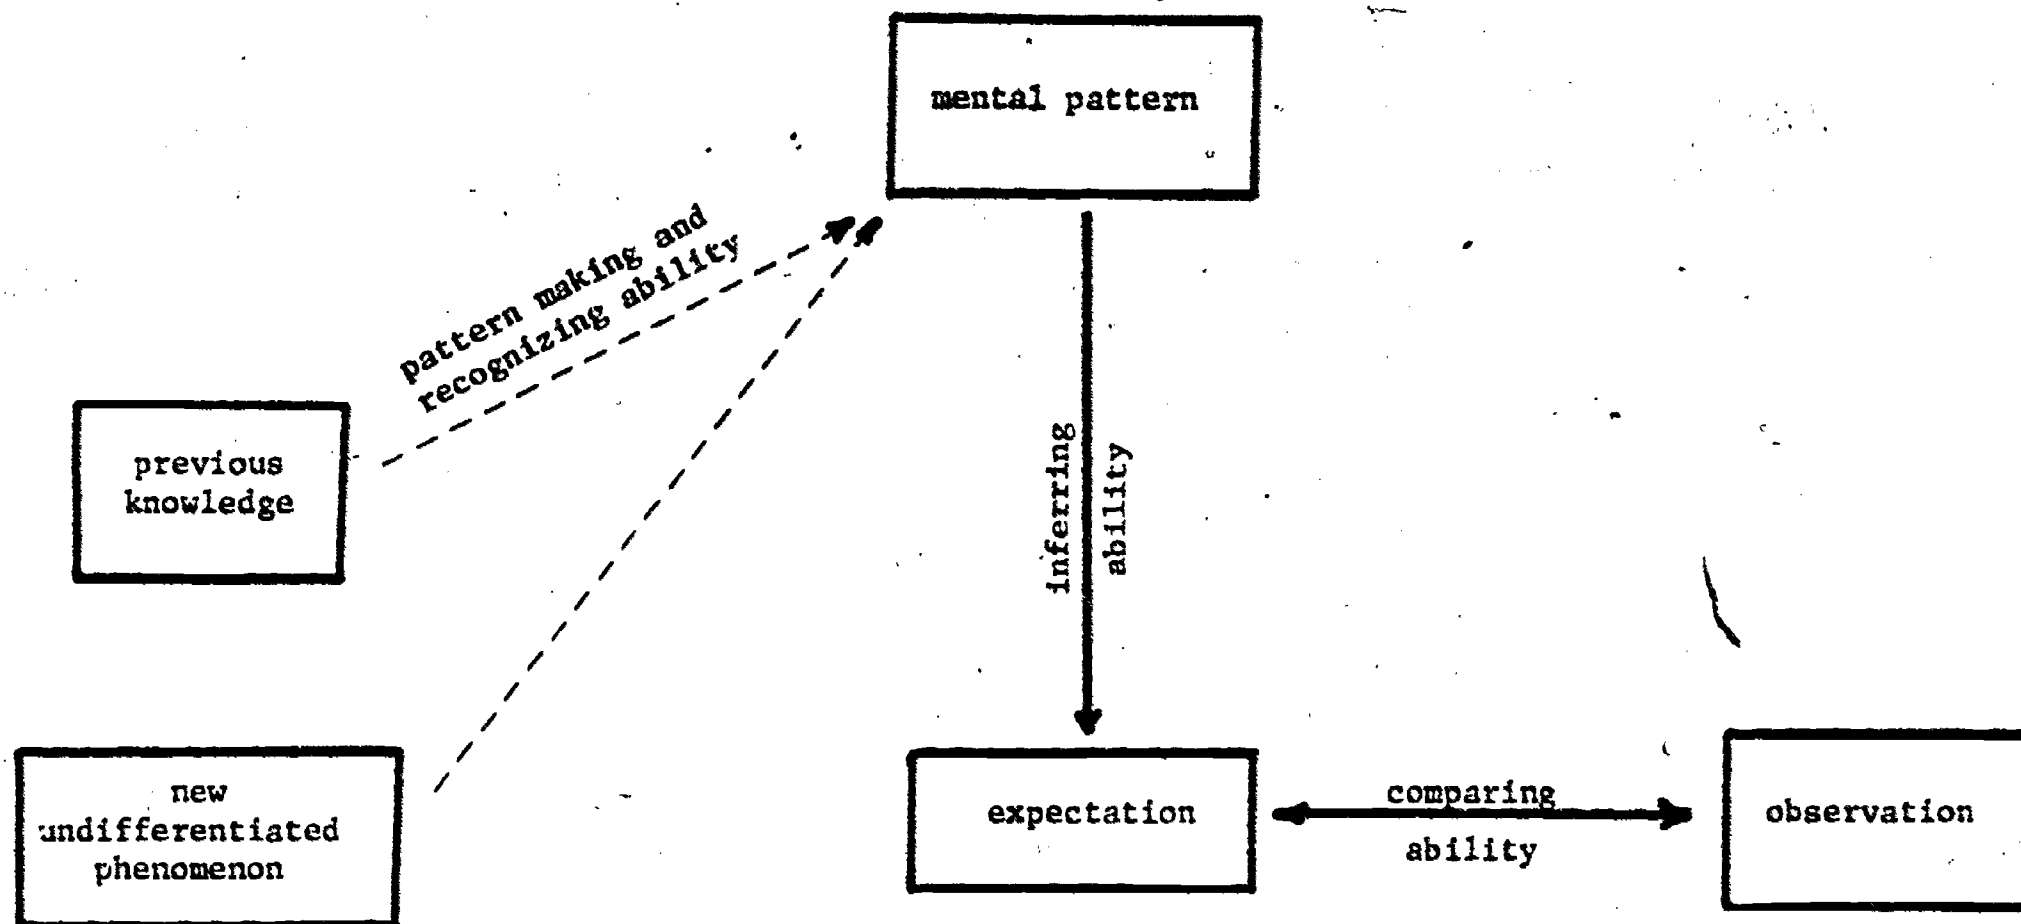 mental pattern
pattern making and
recognizing ability
previous
knowledge
inferring
ability
new
undifferentiated
phenomenon
expectation
comparing
ability
observation